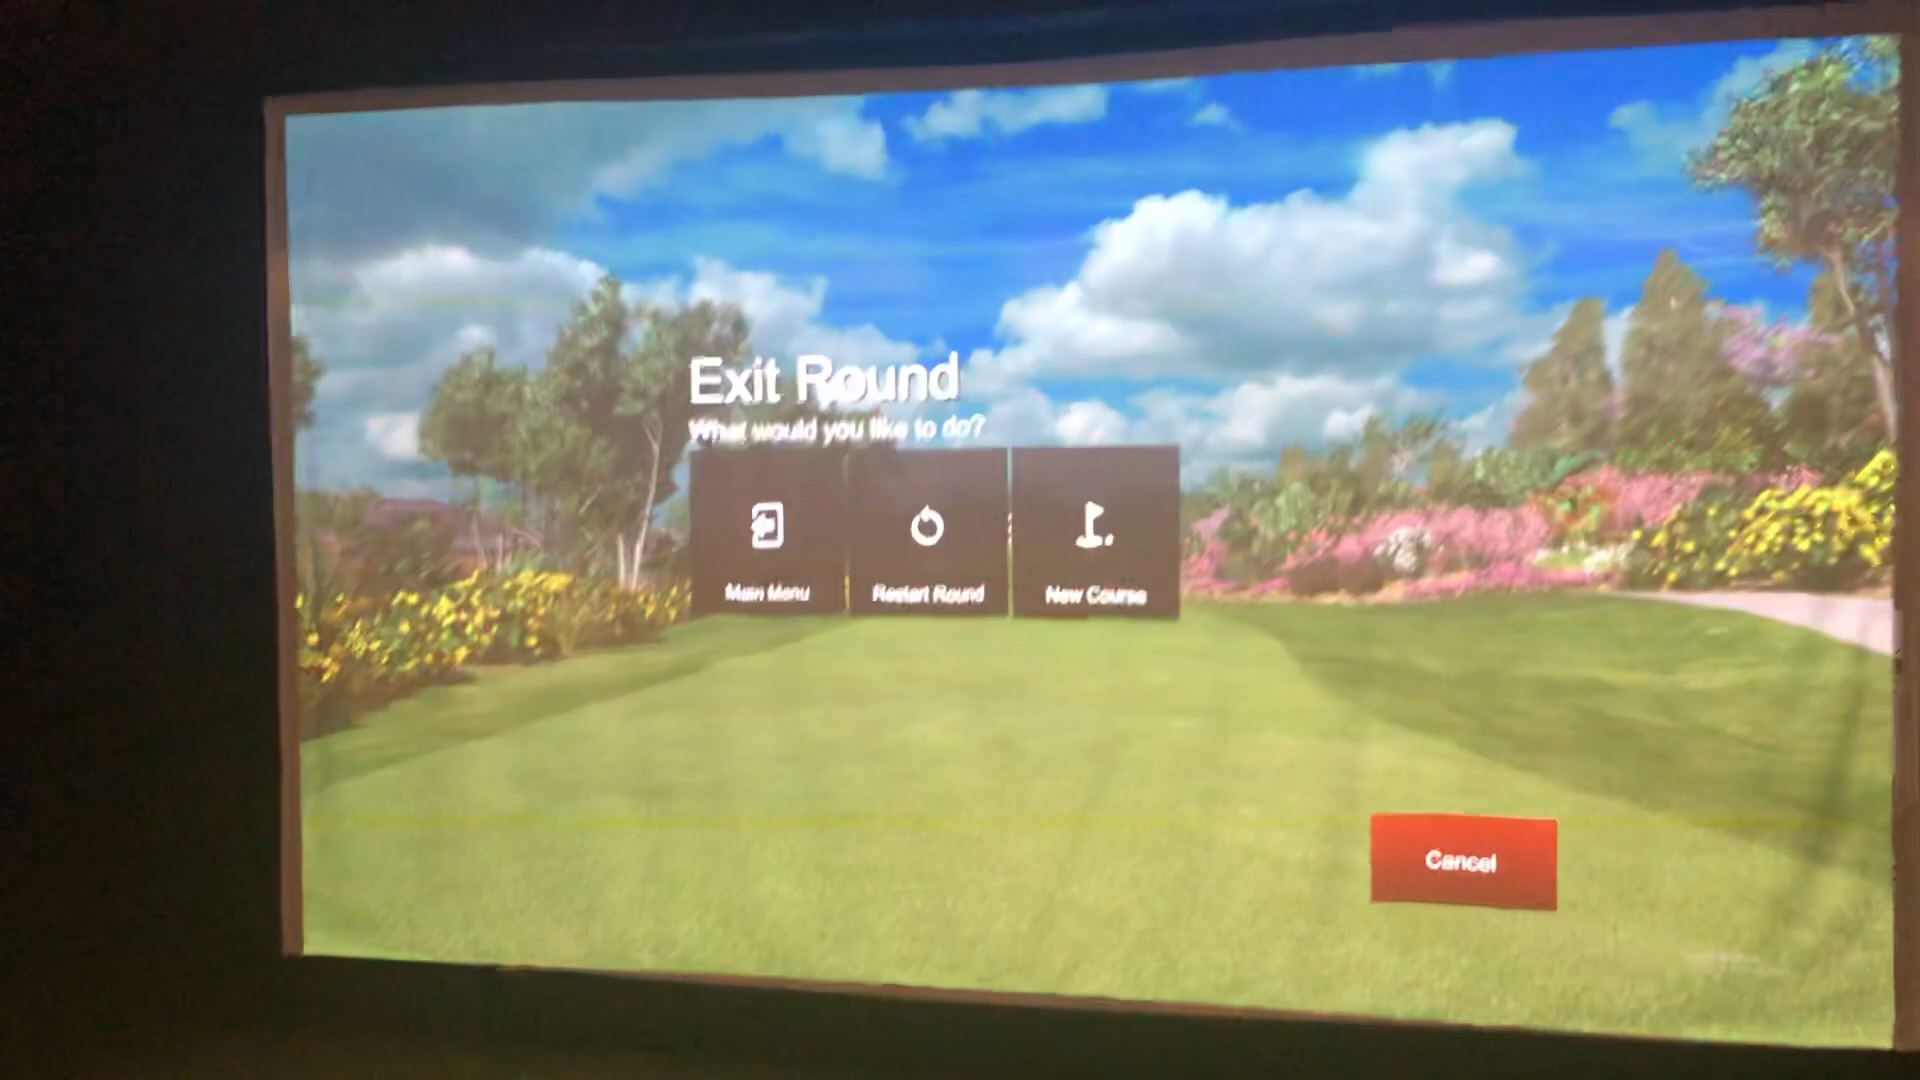 Exit Round
What would you like to do?
Main Menu
Restart Round
New Course
Cancel